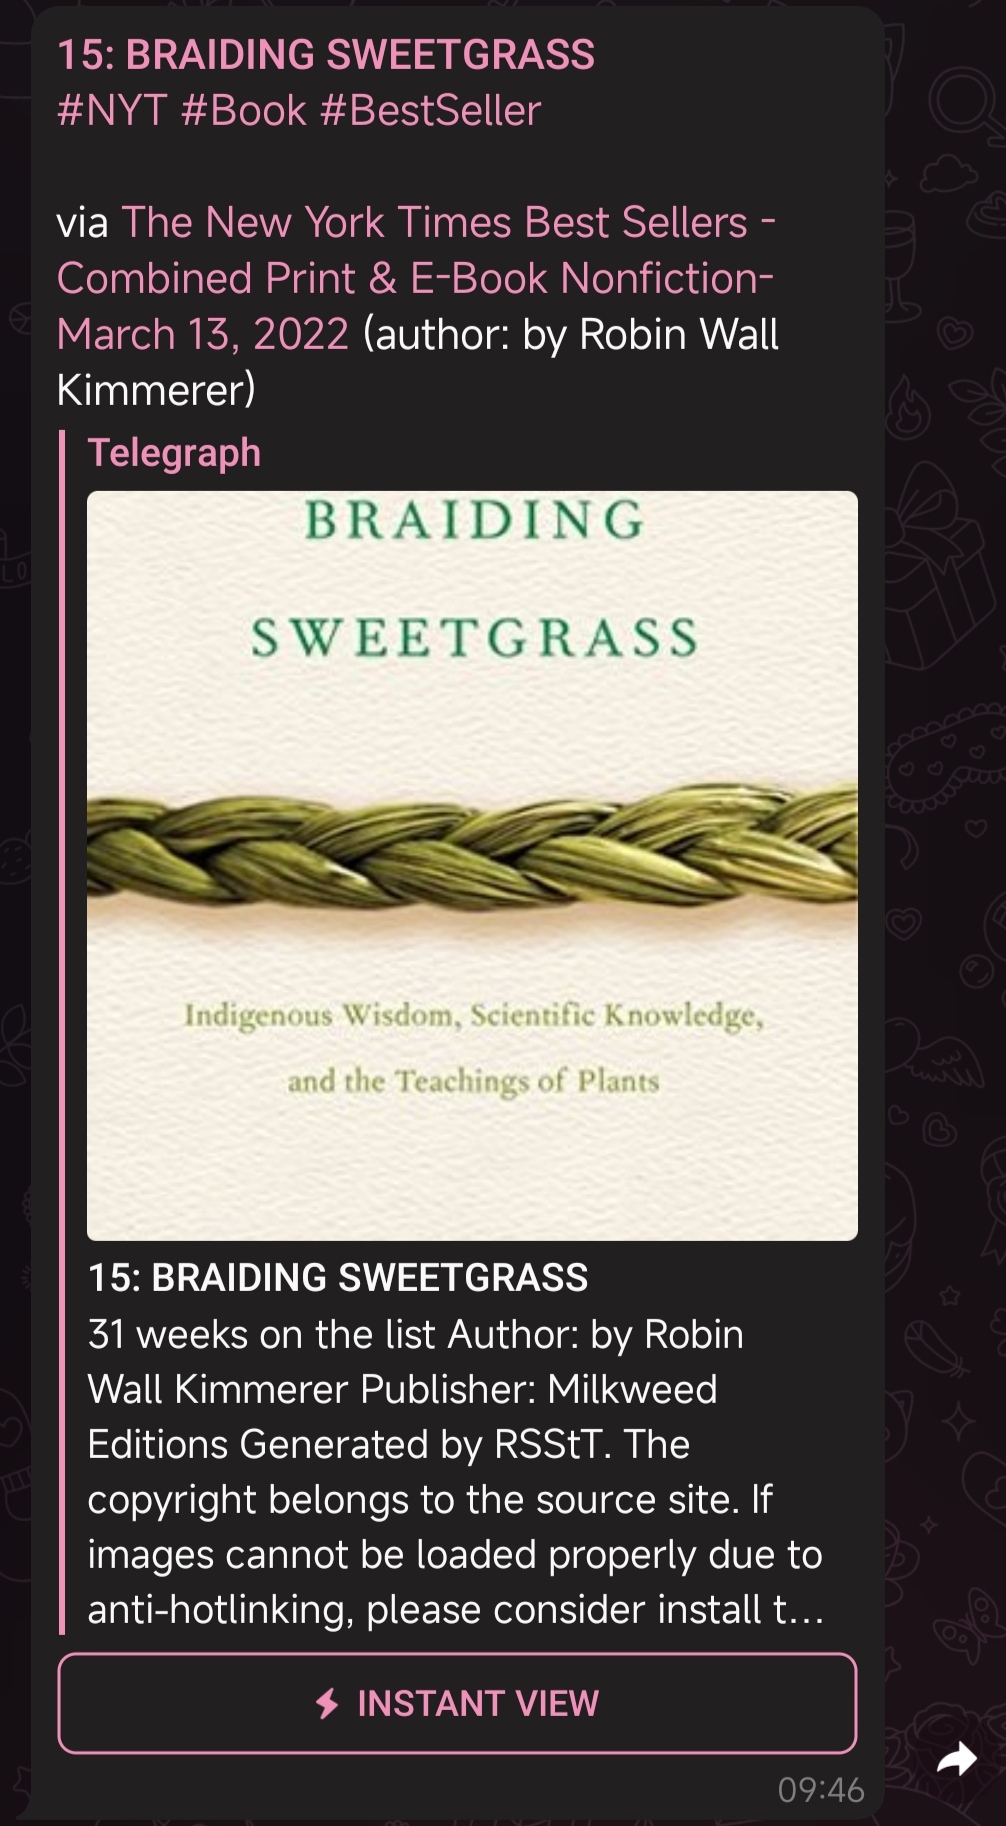 15: BRAIDING SWEETGRASS
#NYT #Book #BestSeller
via The New York Times Best Sellers -
Combined Print & E-Book Nonfiction-
March 13, 2022 (author: by Robin Wall
Kimmerer)
Telegraph
BRAIDING
SWEETGRASS
Indigenous Wisdom, Scientific Knowledge,
and the Teachings of Plants
15: BRAIDING SWEETGRASS
31 weeks on the list Author: by Robin
Wall Kimmerer Publisher: Milkweed
Editions Generated by RSStT. The
copyright belongs to the source site. If
images cannot be loaded properly due to
anti-hotlinking, please consider install t...
INSTANT VIEW
09:46